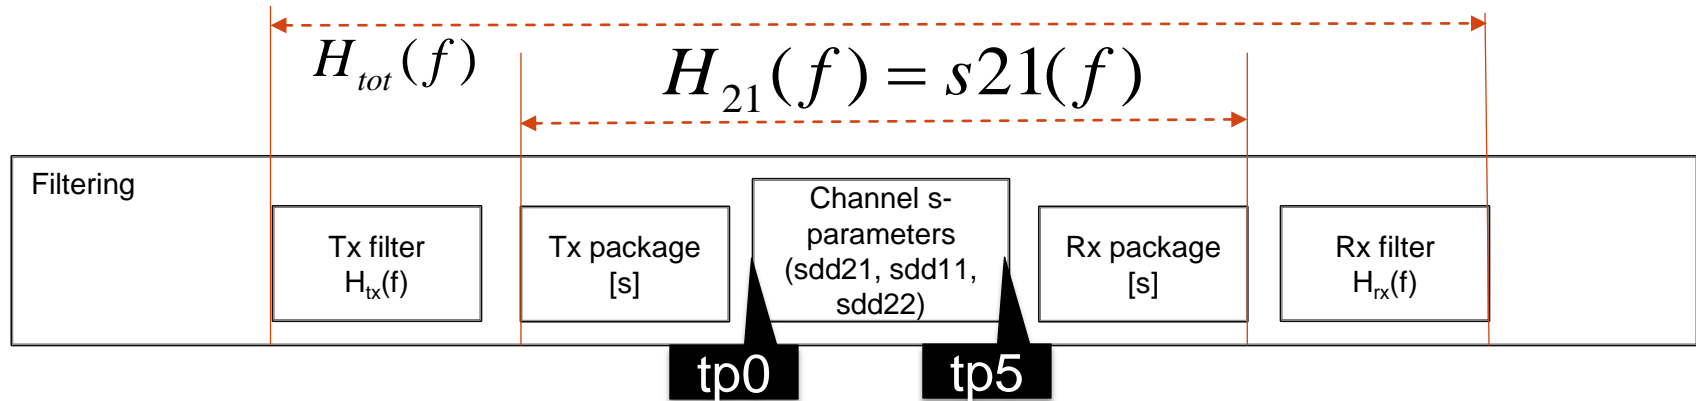 H_tot(f)
H_21(f) = s21(f)
Filtering
Tx filter
H_tx(f)
Tx package
[s]
Channel s-
parameters
(sdd21, sdd11,
sdd22)
Rx package
[s]
Rx filter
H_rx(f)
tp0
tp5